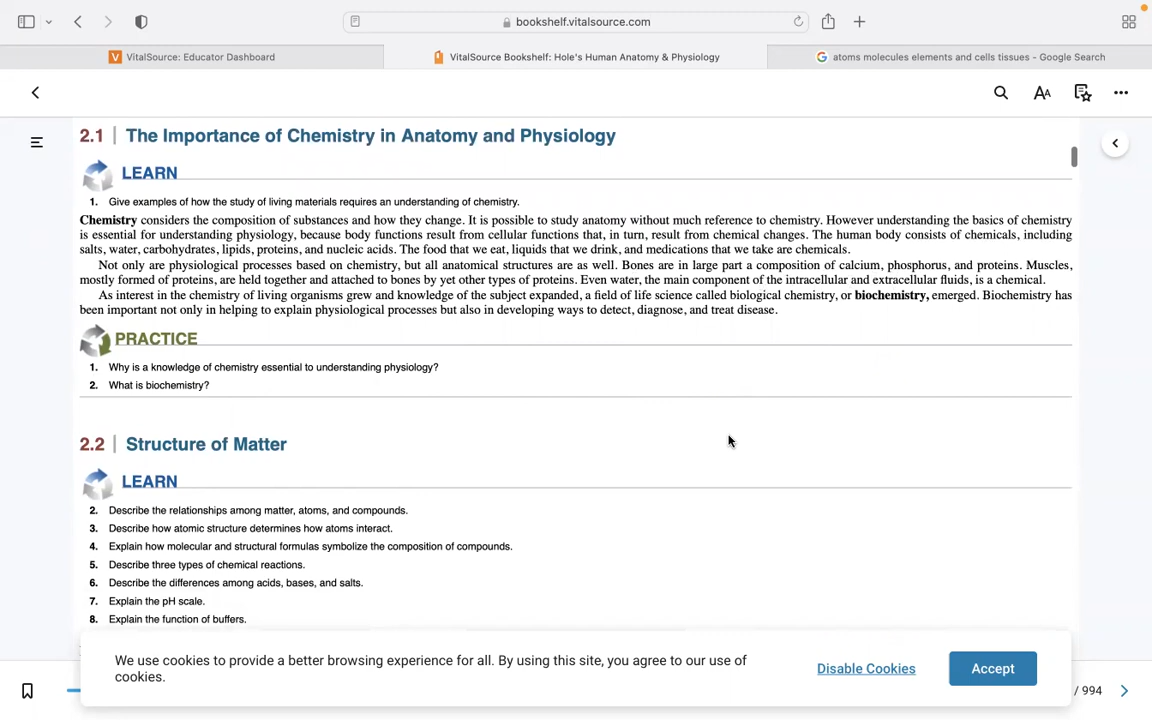 bookshelf.vitalsource.com
VitalSource: Educator Dashboard
VitalSource Bookshelf: Hole's Human Anatomy & Physiology
atoms molecules elements and cells tissues - Google Search
AA
2.1 | The Importance of Chemistry in Anatomy and Physiology
LEARN
1. Give examples of how the study of living materials requires an understanding of chemistry.
Chemistry considers the composition of substances and how they change. It is possible to study anatomy without much reference to chemistry. However understanding the basics of chemistry
is essential for understanding physiology, because body functions result from cellular functions that, in turn, result from chemical changes. The human body consists of chemicals, including
salts, water, carbohydrates, lipids, proteins, and nucleic acids. The food that we eat, liquids that we drink, and medications that we take are chemicals.
Not only are physiological processes based on chemistry, but all anatomical structures are as well. Bones are in large part a composition of calcium, phosphorus, and proteins. Muscles,
mostly formed of proteins, are held together and attached to bones by yet other types of proteins. Even water, the main component of the intracellular and extracellular fluids, is a chemical.
As interest in the chemistry of living organisms grew and knowledge of the subject expanded, a field of life science called biological chemistry, or biochemistry, emerged. Biochemistry has
been important not only in helping to explain physiological processes but also in developing ways to detect, diagnose, and treat disease.
PRACTICE
1. Why is a knowledge of chemistry essential to understanding physiology?
2. What is biochemistry?
2.2 | Structure of Matter
LEARN
2. Describe the relationships among matter, atoms, and compounds.
3. Describe how atomic structure determines how atoms interact.
4. Explain how molecular and structural formulas symbolize the composition of compounds.
5. Describe three types of chemical reactions.
6. Describe the differences among acids, bases, and salts.
7. Explain the pH scale.
8. Explain the function of buffers.
We use cookies to provide a better browsing experience for all. By using this site, you agree to our use of
cookies.
Disable Cookies
Accept
/ 994